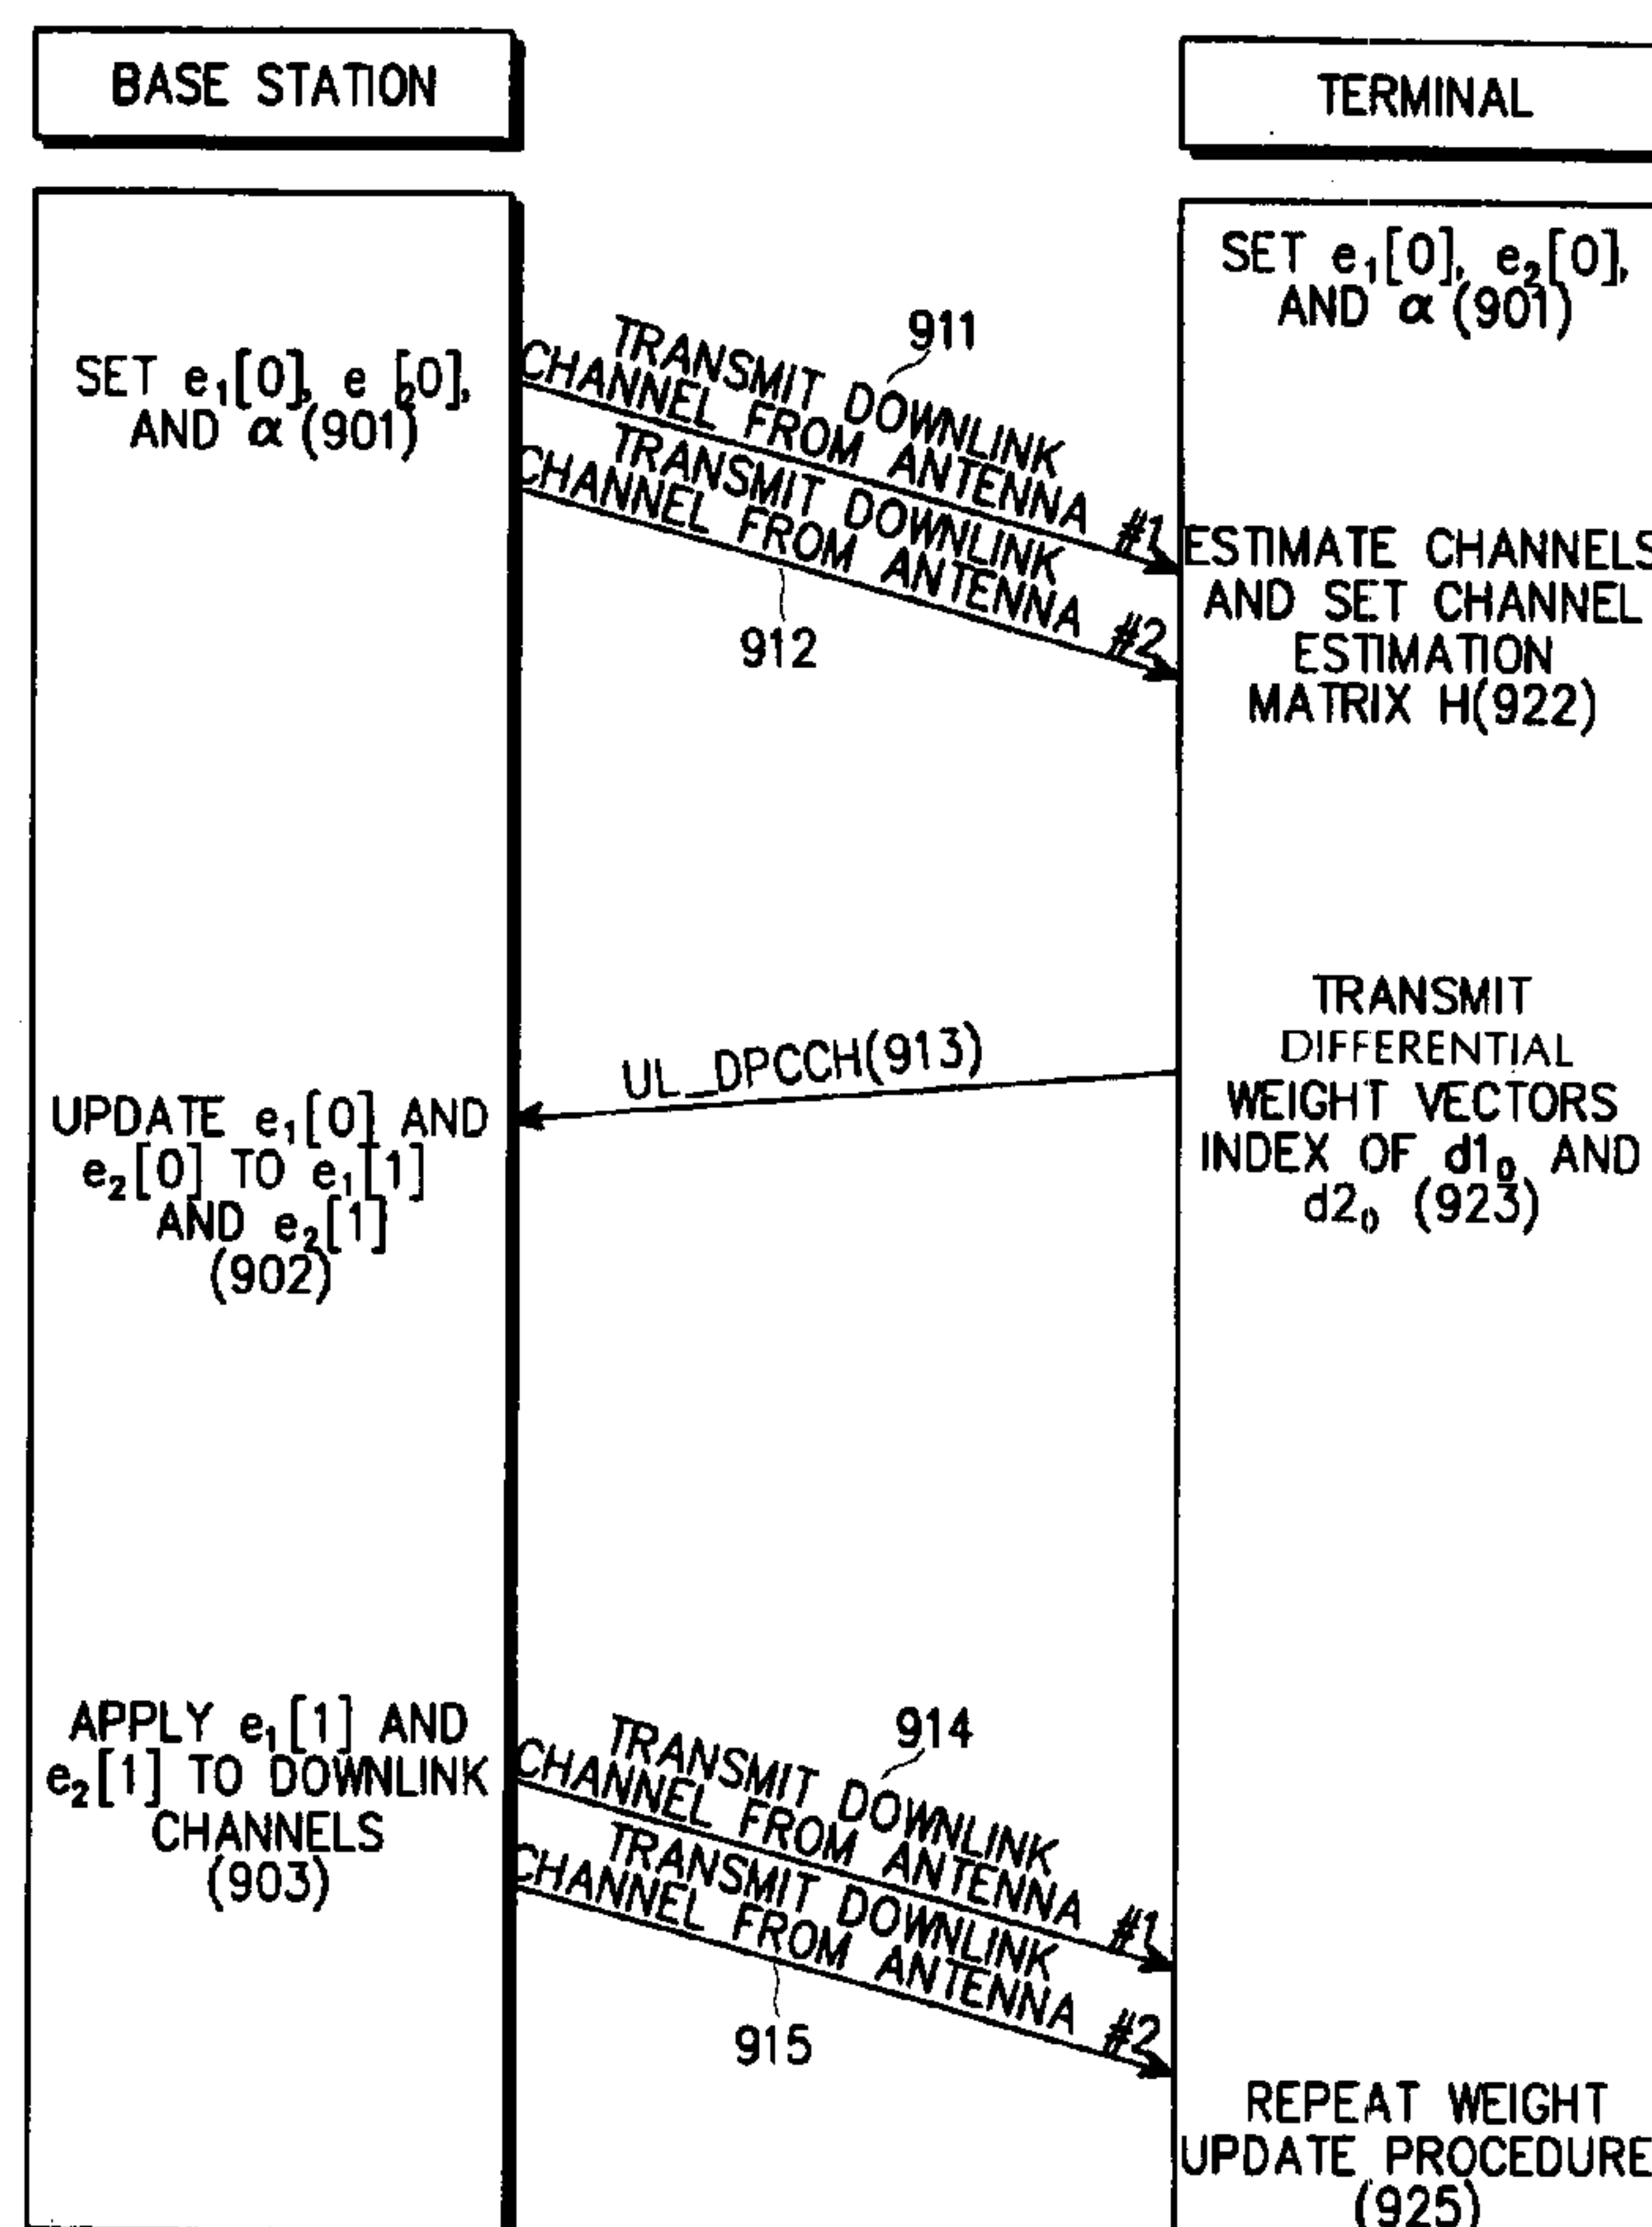 BASE STATION
TERMINAL
SET e₁[0], e₂[0],
AND α (901)
SET e₁[0], e₂[0],
AND α (901)
911
TRANSMIT DOWNLINK
CHANNEL FROM ANTENNA #1
TRANSMIT DOWNLINK
CHANNEL FROM ANTENNA #2
912
ESTIMATE CHANNELS
AND SET CHANNEL
ESTIMATION
MATRIX H(922)
TRANSMIT
DIFFERENTIAL
WEIGHT VECTORS
INDEX OF d1₀ AND
d2₀ (923)
UL_DPCCH(913)
UPDATE e₁[0] AND
e₂[0] TO e₁[1]
AND e₂[1]
(902)
APPLY e₁[1] AND
e₂[1] TO DOWNLINK
CHANNELS
(903)
914
TRANSMIT DOWNLINK
CHANNEL FROM ANTENNA #1
TRANSMIT DOWNLINK
CHANNEL FROM ANTENNA #2
915
REPEAT WEIGHT
UPDATE PROCEDURE
(925)